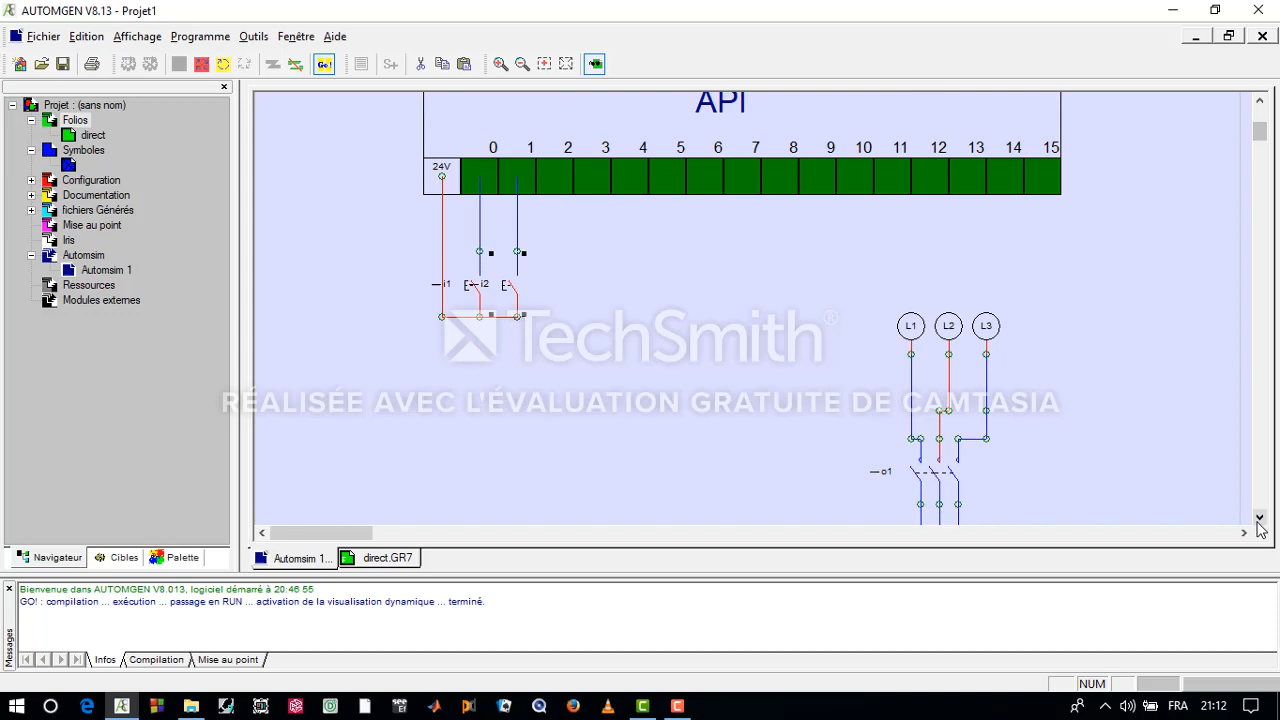 AUTOMGEN V8.13 - Projet1
Fichier Edition Affichage Programme Outils Fenêtre Aide
Go!
S+
Projet : (sans nom)
Folios
direct
Symboles
Configuration
Documentation
fichiers Générés
Mise au point
Iris
Automsim
Automsim 1
Ressources
Modules externes
Navigateur Cibles Palette
API
0 1 2 3 4 5 6 7 8 9 10 11 12 13 14 15
24V
i1 i2
L1 L2 L3
TechSmith®
RÉALISÉE AVEC L'ÉVALUATION GRATUITE DE CAMTASIA
o1
Automsim 1... direct.GR7
Bienvenue dans AUTOMGEN V8.013, logiciel démarré à 20:46 55
GO! : compilation ... exécution ... passage en RUN ... activation de la visualisation dynamique ... terminé.
Messages
Infos Compilation Mise au point
NUM
FRA 21:12